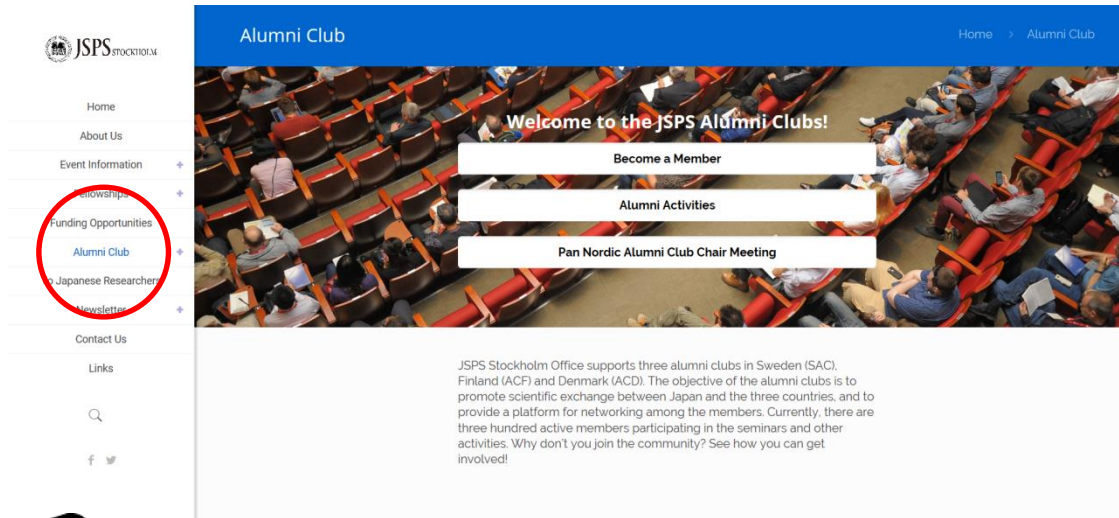 JSPS STOCKHOLM
Home
About Us
Event Information +
Fellowships +
Funding Opportunities
Alumni Club +
o Japanese Researchers
Newsletter +
Contact Us
Links
Alumni Club
Home > Alumni Club
Welcome to the JSPS Alumni Clubs!
Become a Member
Alumni Activities
Pan Nordic Alumni Club Chair Meeting
JSPS Stockholm Office supports three alumni clubs in Sweden (SAC),
Finland (ACF) and Denmark (ACD). The objective of the alumni clubs is to
promote scientific exchange between Japan and the three countries, and to
provide a platform for networking among the members. Currently, there are
three hundred active members participating in the seminars and other
activities. Why don't you join the community? See how you can get
involved!